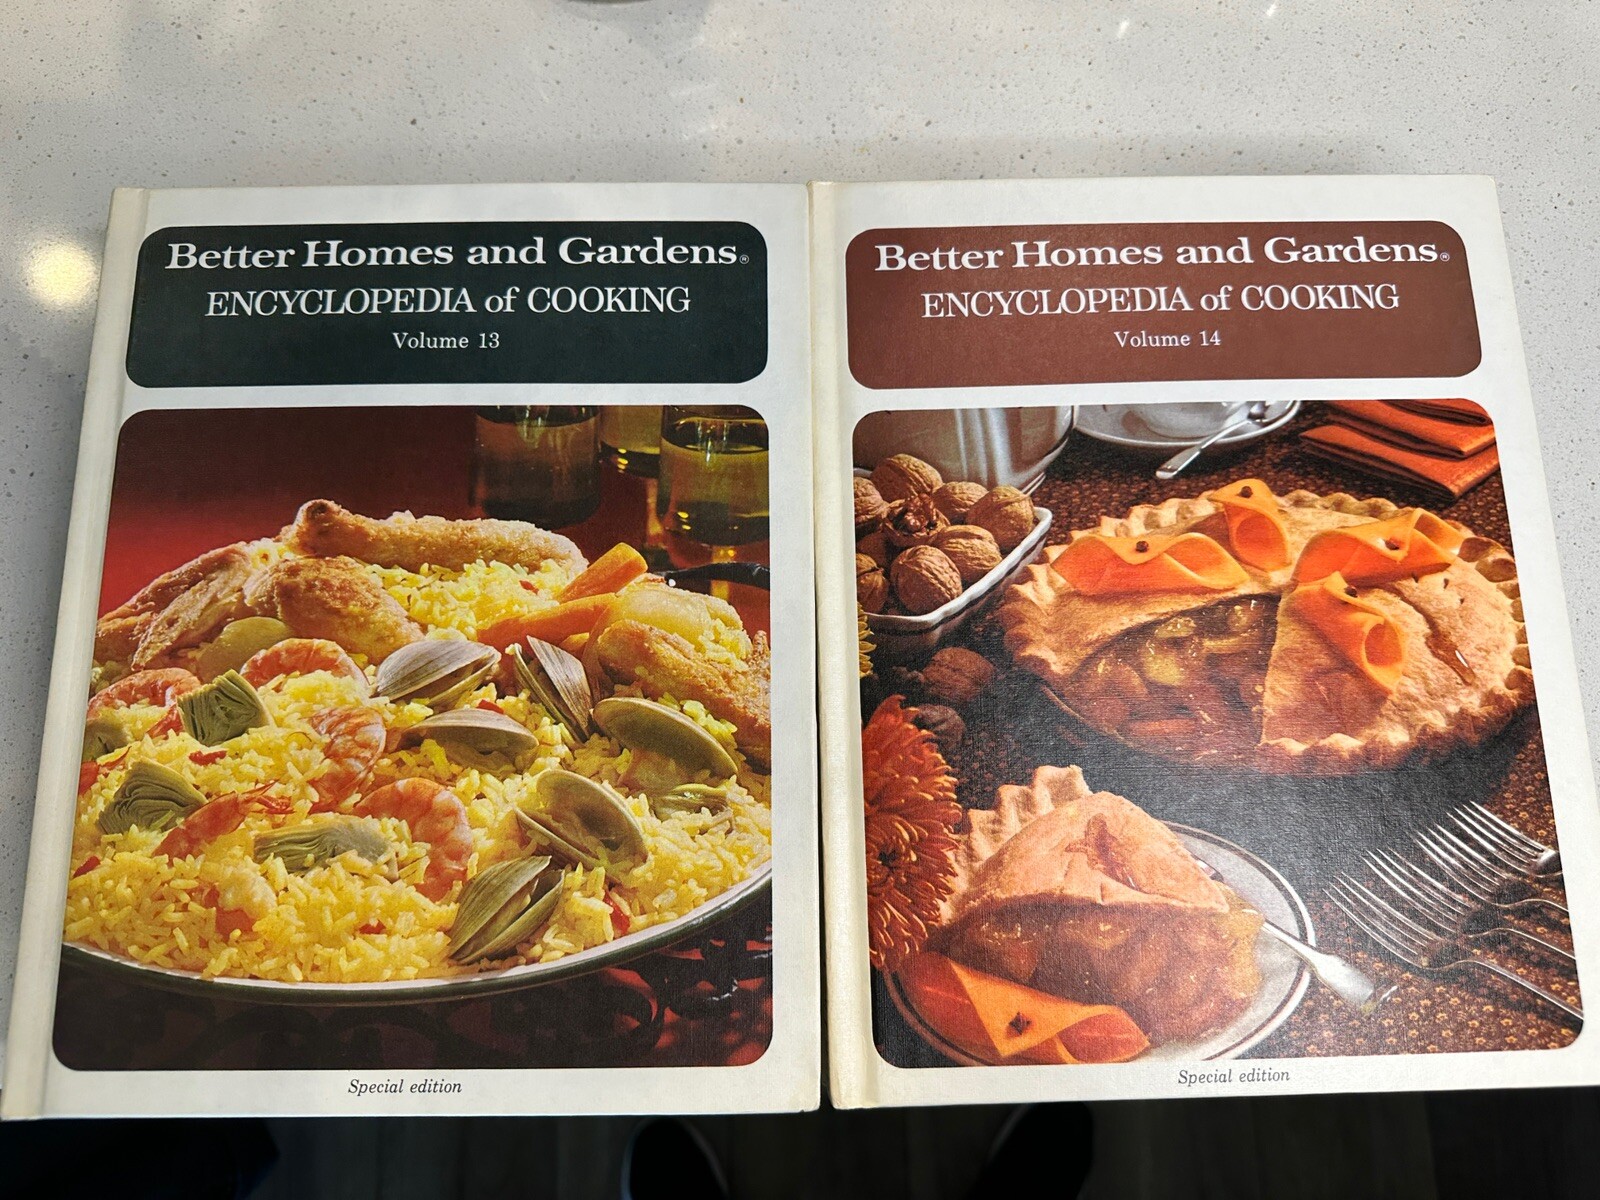 Better Homes and Gardens®
ENCYCLOPEDIA of COOKING
Volume 13
Special edition
Better Homes and Gardens®
ENCYCLOPEDIA of COOKING
Volume 14
Special edition